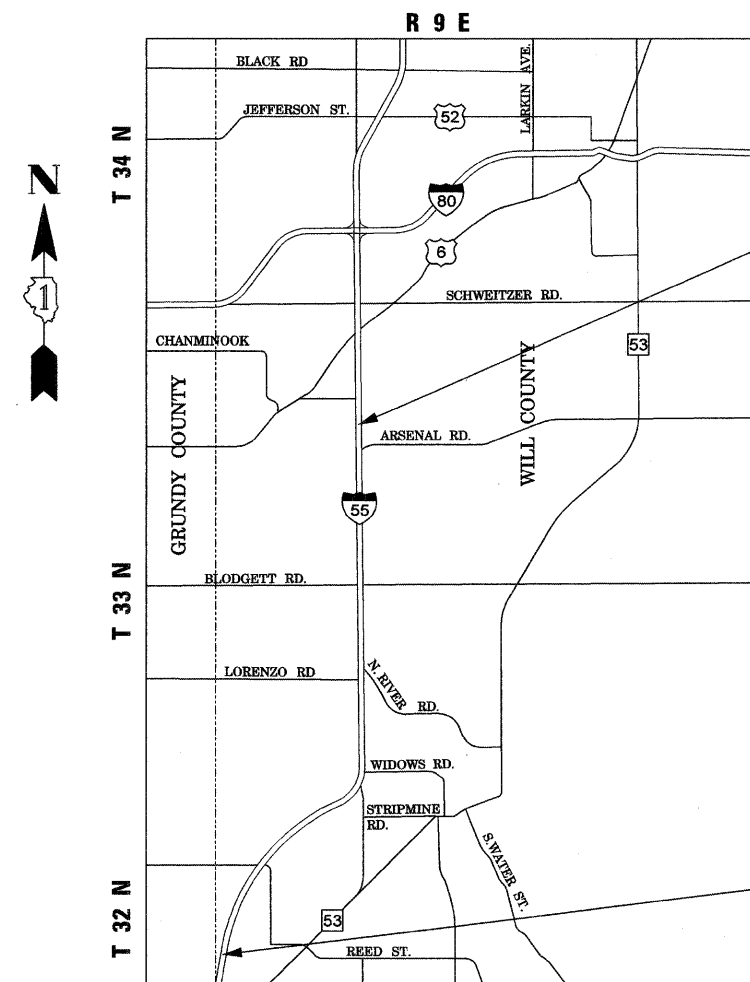 R 9 E
BLACK RD
LARKIN AVE.
JEFFERSON ST.
52
T 34 N
N
80
6
1
SCHWEITZER RD.
CHANMINOOK
53
GRUNDY COUNTY
WILL COUNTY
ARSENAL RD.
55
T 33 N
BLODGETT RD.
LORENZO RD
N. RIVER RD.
WIDOWS RD.
STRIPMINE
RD.
S. WATER ST.
T 32 N
53
REED ST.